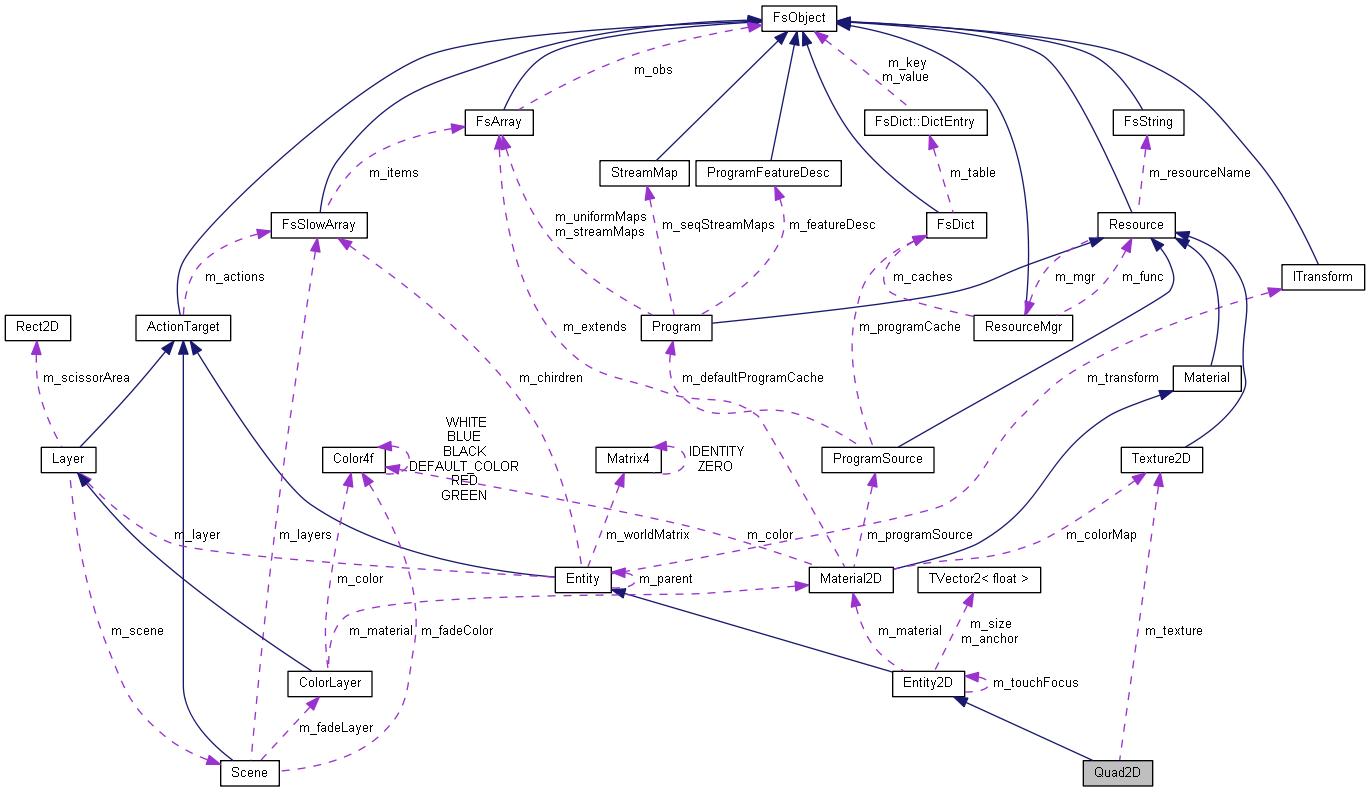 FsObject
m_obs
m_key
m_value
FsArray
FsDict::DictEntry
FsString
m_items
StreamMap
ProgramFeatureDesc
m_table
m_resourceName
FsSlowArray
m_uniformMaps
m_streamMaps
m_seqStreamMaps
m_featureDesc
FsDict
Resource
m_actions
m_caches
m_mgr
m_func
ITransform
Rect2D
ActionTarget
m_extends
Program
m_programCache
ResourceMgr
m_scissorArea
m_chirdren
m_defaultProgramCache
m_transform
Material
WHITE
BLUE
BLACK
DEFAULT_COLOR
RED
GREEN
Layer
Color4f
Matrix4
IDENTITY
ZERO
ProgramSource
Texture2D
m_layer
m_layers
m_worldMatrix
m_color
m_programSource
m_colorMap
m_color
Entity
m_parent
Material2D
TVector2< float >
m_scene
m_material
m_fadeColor
m_material
m_size
m_anchor
m_texture
ColorLayer
Entity2D
m_touchFocus
m_fadeLayer
Scene
Quad2D